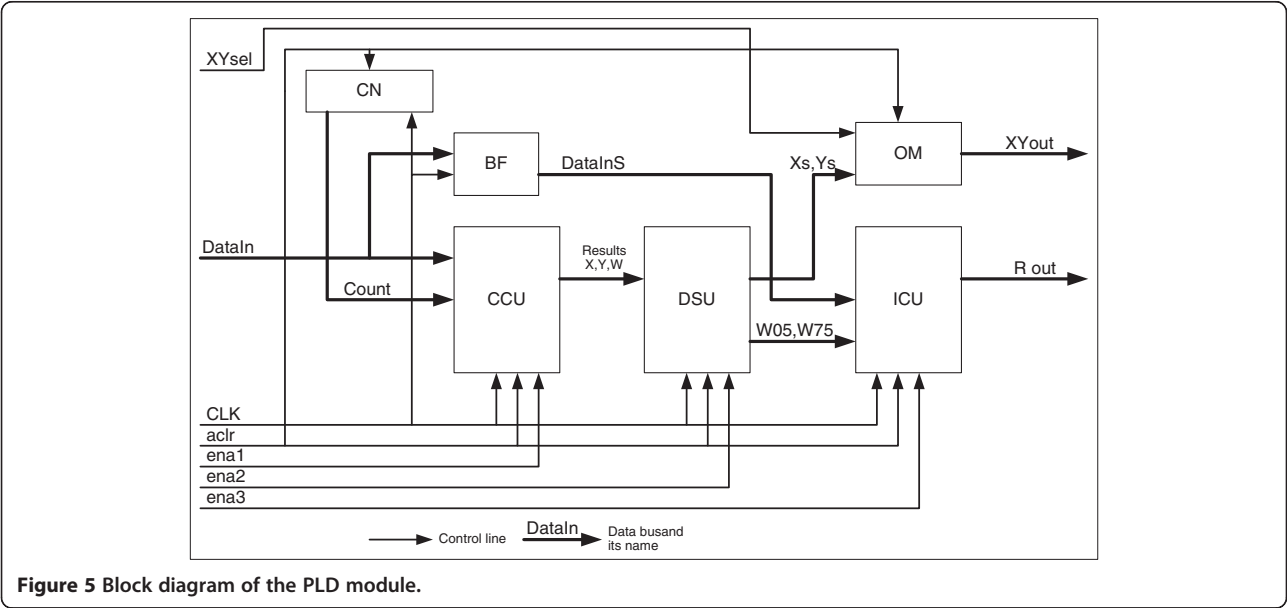 XYsel
CN
BF
DataInS
Xs,Ys
OM
XYout
DataIn
Count
CCU
Results
X,Y,W
DSU
W05,W75
ICU
R out
CLK
aclr
ena1
ena2
ena3
Control line
DataIn
Data busand
its name
Figure 5 Block diagram of the PLD module.